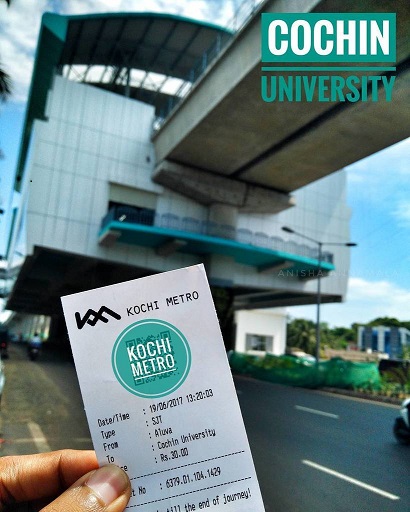 COCHIN
UNIVERSITY
KOCHI METRO
KOCHI
METRO
Date/Time : 19/06/2017 13:20:03
Type : SJT
From : Aluva
To : Cochin University
: Rs.30.00
No : 6379.01.104.1429
till the end of journey!